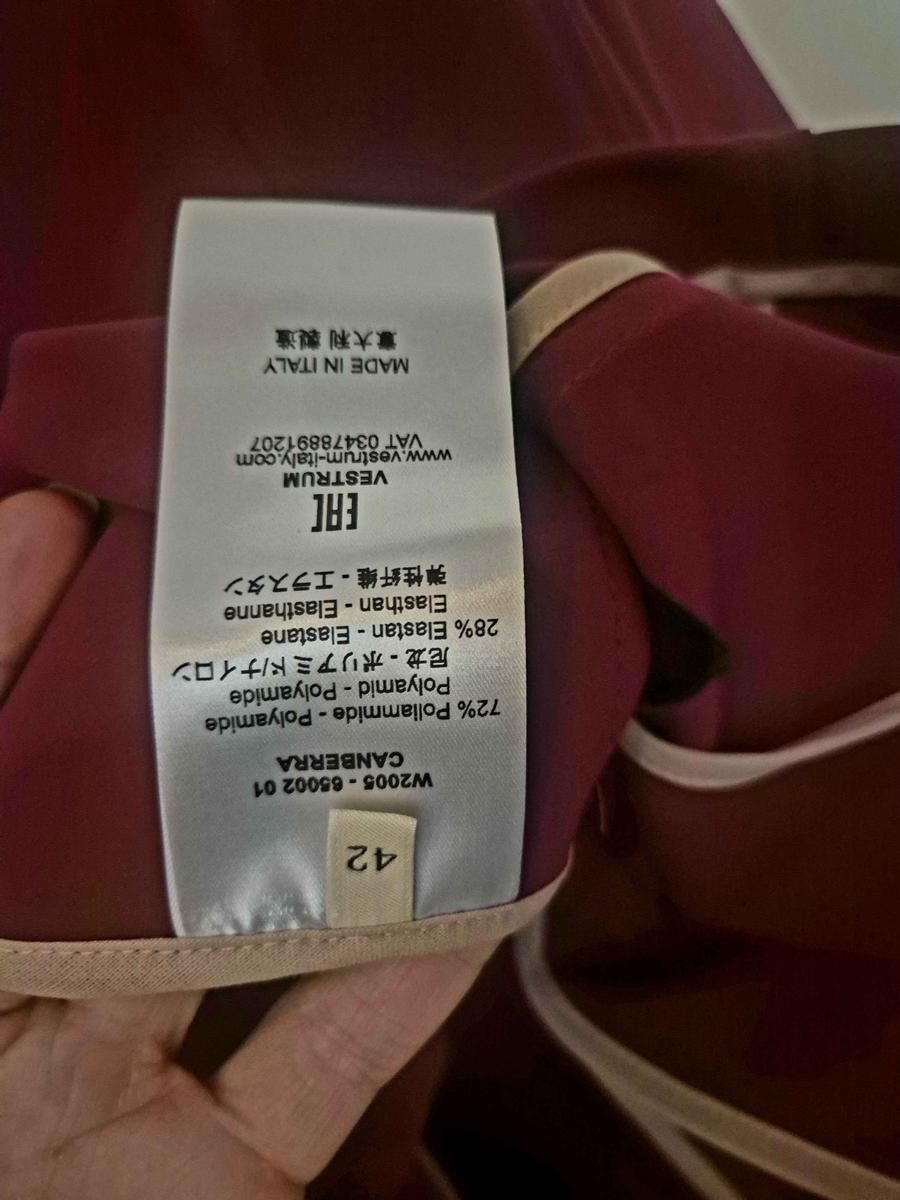 42
W2005 - 65002 01
CANBERRA
72% Poliammide - Polyamide
Polyamid - Polyamide
尼龙 - ポリアミド/ナイロン
28% Elastan - Elastane
Elasthan - Elasthanne
弹性纤维 - エラスタン
EAC
VESTRUM
www.vestrum-italy.com
VAT 03478891207
MADE IN ITALY
意大利製造